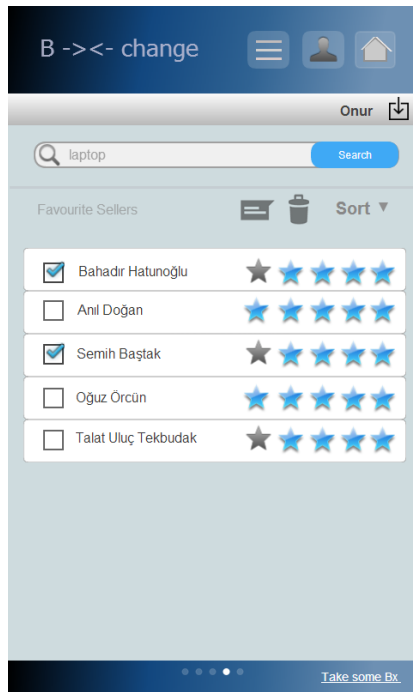 B -><- change
Onur
laptop
Search
Favourite Sellers
Sort ▼
Bahadır Hatunoğlu
Anıl Doğan
Semih Baştak
Oğuz Örcün
Talat Uluç Tekbudak
Take some Bx.